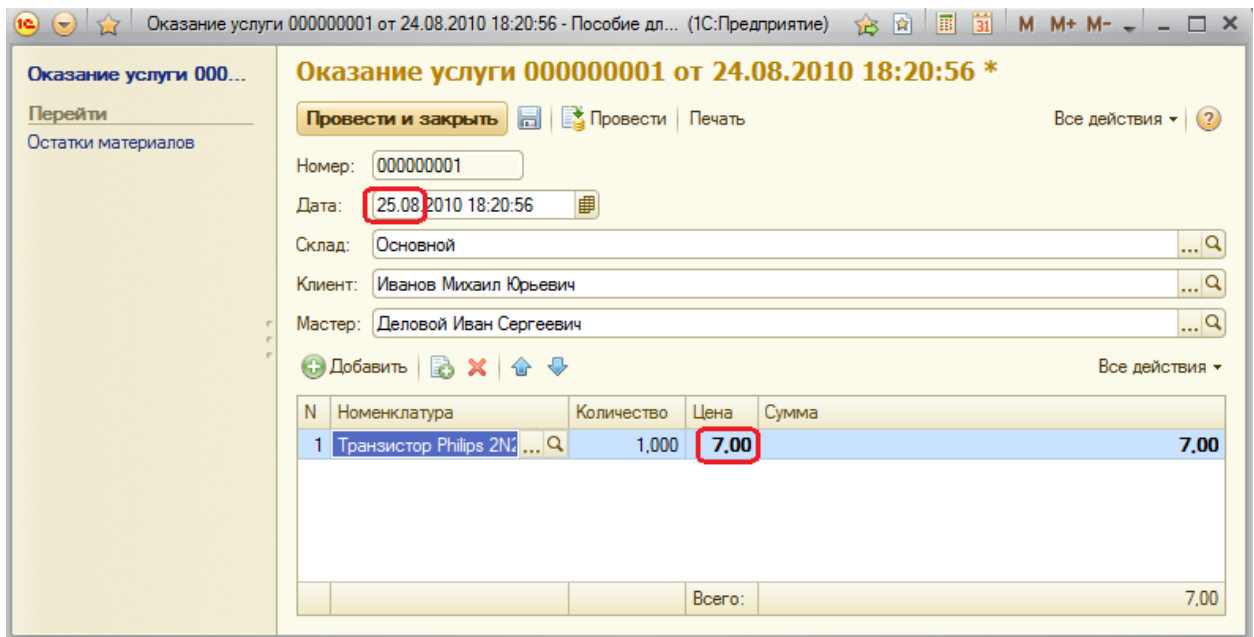 Оказание услуги 000000001 от 24.08.2010 18:20:56 - Пособие дл... (1С:Предприятие)
M M+ M-
Оказание услуги 000...
Перейти
Остатки материалов
Оказание услуги 000000001 от 24.08.2010 18:20:56 *
Провести и закрыть Провести Печать Все действия
Номер: 000000001
Дата: 25.08.2010 18:20:56
Склад: Основной ...
Клиент: Иванов Михаил Юрьевич ...
Мастер: Деловой Иван Сергеевич ...
Добавить Все действия
N Номенклатура Количество Цена Сумма
1 Транзистор Philips 2N2 ... 1,000 7,00 7,00
Всего: 7,00